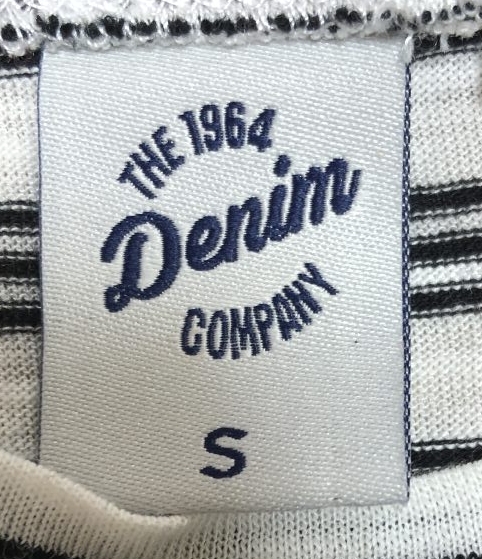 THE 1964
Denim
COMPANY
S